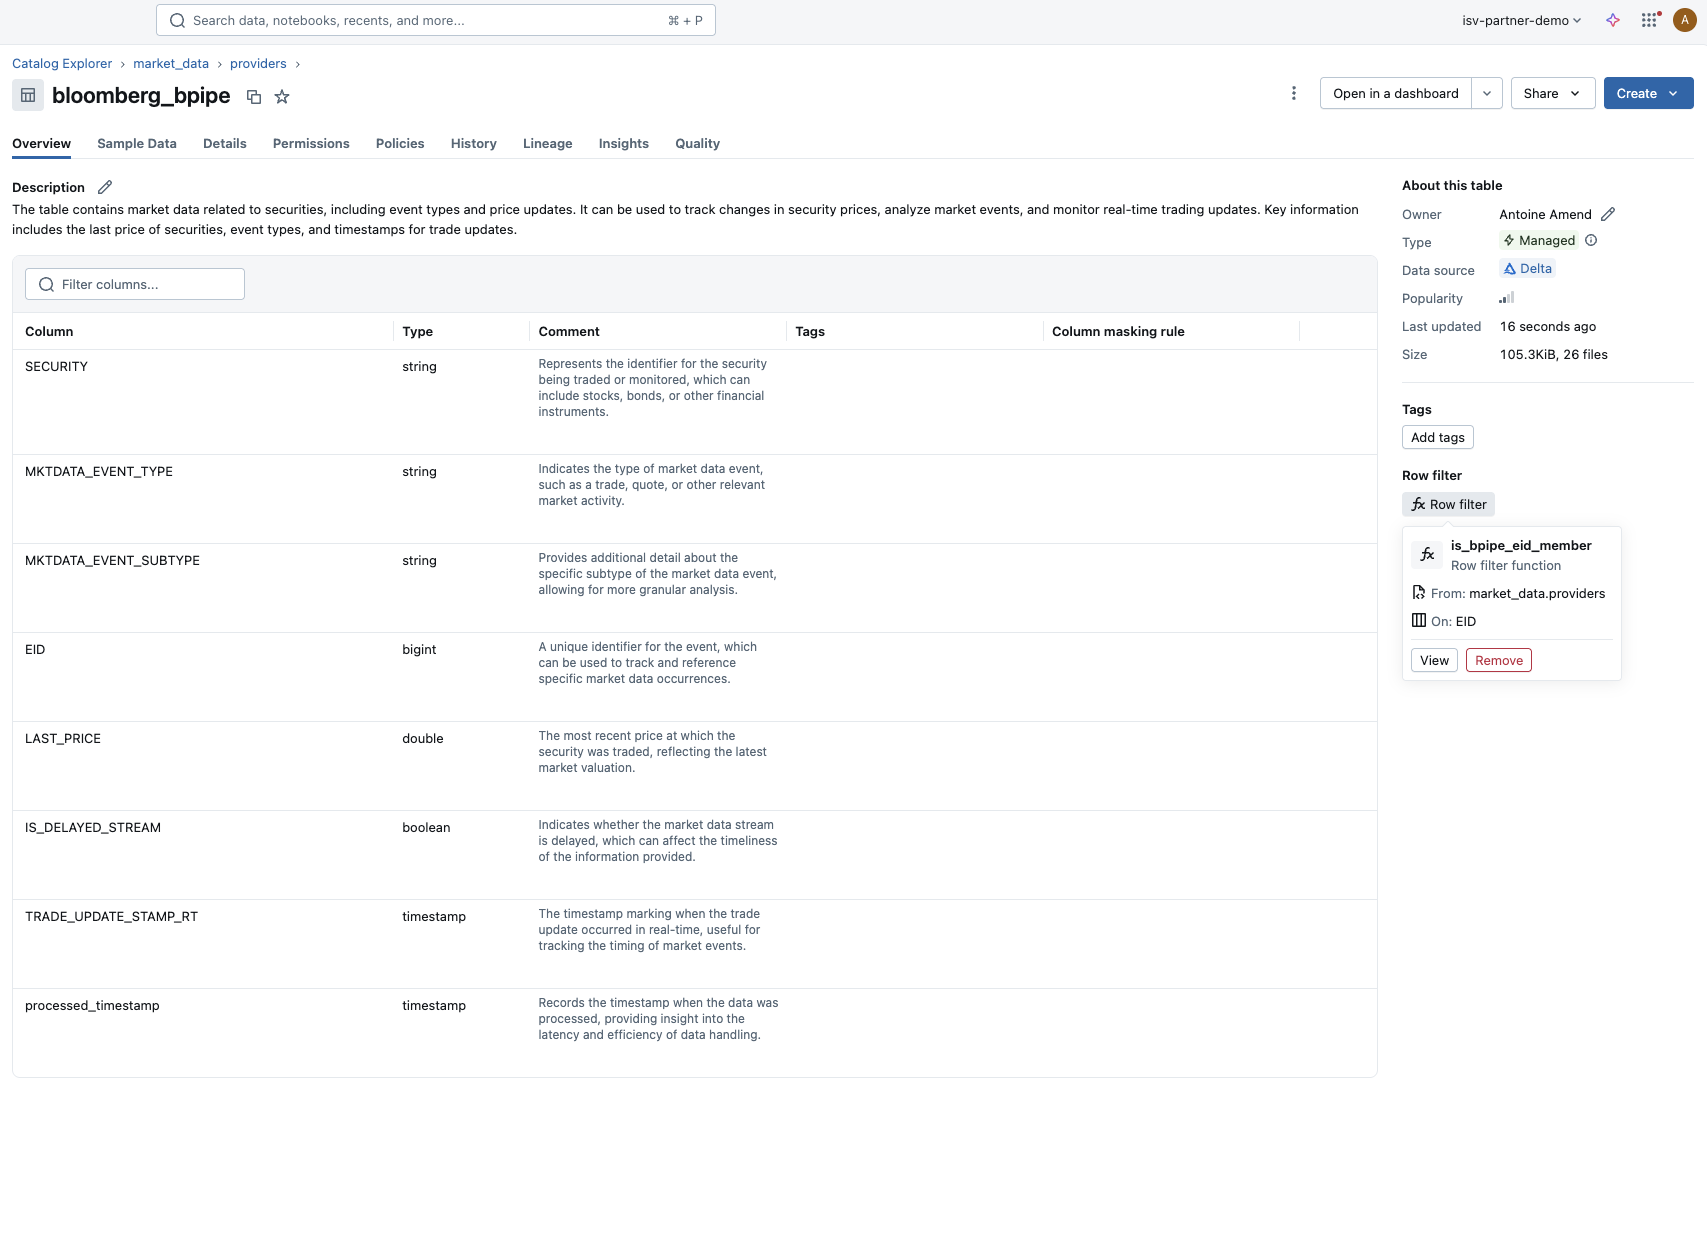 Search data, notebooks, recents, and more... ⌘ + P
isv-partner-demo
A
Catalog Explorer › market_data › providers ›
bloomberg_bpipe
Open in a dashboard
Share
Create
Overview Sample Data Details Permissions Policies History Lineage Insights Quality
Description
The table contains market data related to securities, including event types and price updates. It can be used to track changes in security prices, analyze market events, and monitor real-time trading updates. Key information
includes the last price of securities, event types, and timestamps for trade updates.
Filter columns...
Column Type Comment Tags Column masking rule
SECURITY string Represents the identifier for the security
being traded or monitored, which can
include stocks, bonds, or other financial
instruments.
MKTDATA_EVENT_TYPE string Indicates the type of market data event,
such as a trade, quote, or other relevant
market activity.
MKTDATA_EVENT_SUBTYPE string Provides additional detail about the
specific subtype of the market data event,
allowing for more granular analysis.
EID bigint A unique identifier for the event, which
can be used to track and reference
specific market data occurrences.
LAST_PRICE double The most recent price at which the
security was traded, reflecting the latest
market valuation.
IS_DELAYED_STREAM boolean Indicates whether the market data stream
is delayed, which can affect the timeliness
of the information provided.
TRADE_UPDATE_STAMP_RT timestamp The timestamp marking when the trade
update occurred in real-time, useful for
tracking the timing of market events.
processed_timestamp timestamp Records the timestamp when the data was
processed, providing insight into the
latency and efficiency of data handling.
About this table
Owner Antoine Amend
Type Managed
Data source Delta
Popularity
Last updated 16 seconds ago
Size 105.3KiB, 26 files
Tags
Add tags
Row filter
fx Row filter
fx is_bpipe_eid_member
Row filter function
From: market_data.providers
On: EID
View Remove